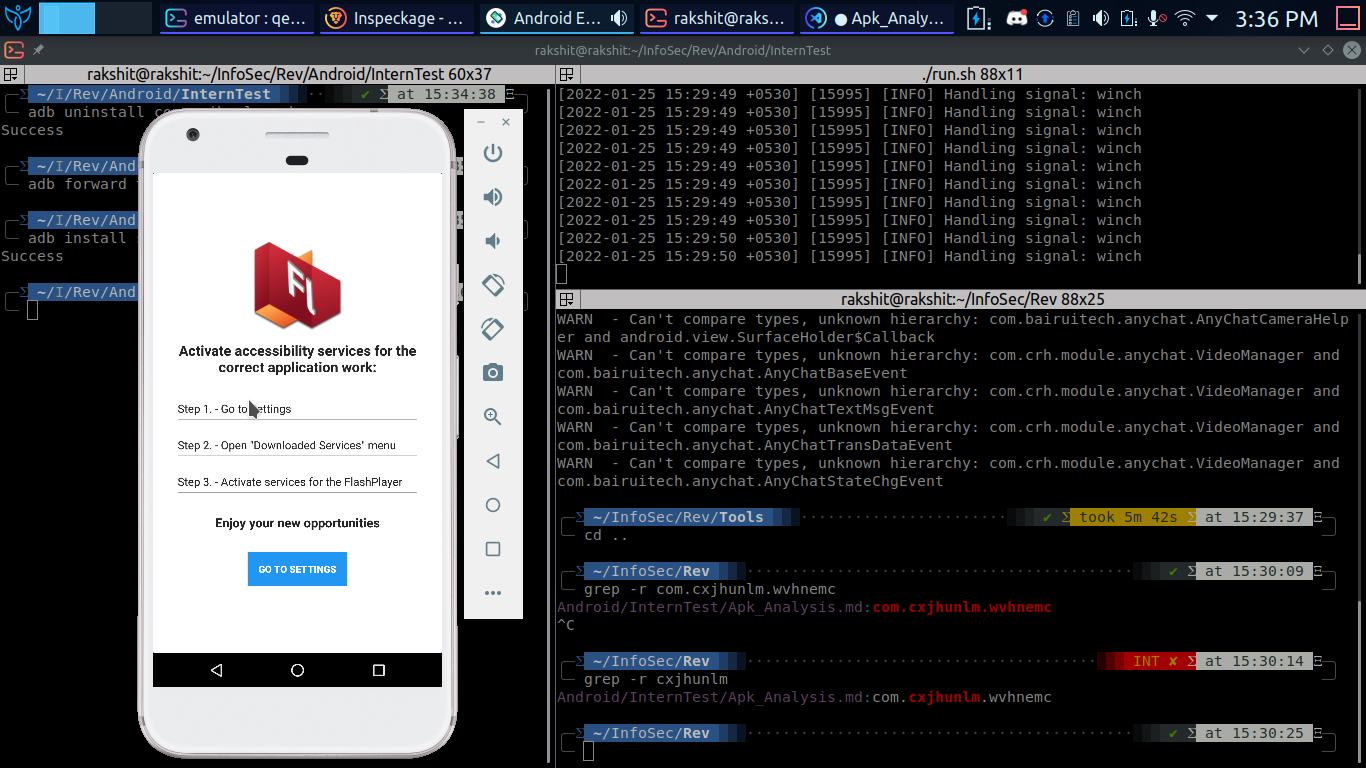 emulator : qe...
Inspeckage - ...
Android E...
rakshit@raks...
● Apk_Analy...
3:36 PM
rakshit@rakshit:~/InfoSec/Rev/Android/InternTest
rakshit@rakshit:~/InfoSec/Rev/Android/InternTest 60x37
~/I/Rev/Android/InternTest ✔ at 15:34:38
adb uninstall
Success
~/I/Rev/And
adb forward
~/I/Rev/And
adb install
Success
~/I/Rev/And
Fl
Activate accessibility services for the
correct application work:
Step 1. - Go to Settings
Step 2. - Open "Downloaded Services" menu
Step 3. - Activate services for the FlashPlayer
Enjoy your new opportunities
GO TO SETTINGS
./run.sh 88x11
[2022-01-25 15:29:49 +0530] [15995] [INFO] Handling signal: winch
[2022-01-25 15:29:49 +0530] [15995] [INFO] Handling signal: winch
[2022-01-25 15:29:49 +0530] [15995] [INFO] Handling signal: winch
[2022-01-25 15:29:49 +0530] [15995] [INFO] Handling signal: winch
[2022-01-25 15:29:49 +0530] [15995] [INFO] Handling signal: winch
[2022-01-25 15:29:49 +0530] [15995] [INFO] Handling signal: winch
[2022-01-25 15:29:49 +0530] [15995] [INFO] Handling signal: winch
[2022-01-25 15:29:49 +0530] [15995] [INFO] Handling signal: winch
[2022-01-25 15:29:50 +0530] [15995] [INFO] Handling signal: winch
[2022-01-25 15:29:50 +0530] [15995] [INFO] Handling signal: winch
rakshit@rakshit:~/InfoSec/Rev 88x25
WARN  - Can't compare types, unknown hierarchy: com.bairuitech.anychat.AnyChatCameraHelp
er and android.view.SurfaceHolder$Callback
WARN  - Can't compare types, unknown hierarchy: com.crh.module.anychat.VideoManager and
com.bairuitech.anychat.AnyChatBaseEvent
WARN  - Can't compare types, unknown hierarchy: com.crh.module.anychat.VideoManager and
com.bairuitech.anychat.AnyChatTextMsgEvent
WARN  - Can't compare types, unknown hierarchy: com.crh.module.anychat.VideoManager and
com.bairuitech.anychat.AnyChatTransDataEvent
WARN  - Can't compare types, unknown hierarchy: com.crh.module.anychat.VideoManager and
com.bairuitech.anychat.AnyChatStateChgEvent
~/InfoSec/Rev/Tools ✔ Σ took 5m 42s Σ at 15:29:37
cd ..
~/InfoSec/Rev ✔ Σ at 15:30:09
grep -r com.cxjhunlm.wvhnemc
Android/InternTest/Apk_Analysis.md:com.cxjhunlm.wvhnemc
^C
~/InfoSec/Rev INT ✘ Σ at 15:30:14
grep -r cxjhunlm
Android/InternTest/Apk_Analysis.md:com.cxjhunlm.wvhnemc
~/InfoSec/Rev ✔ Σ at 15:30:25